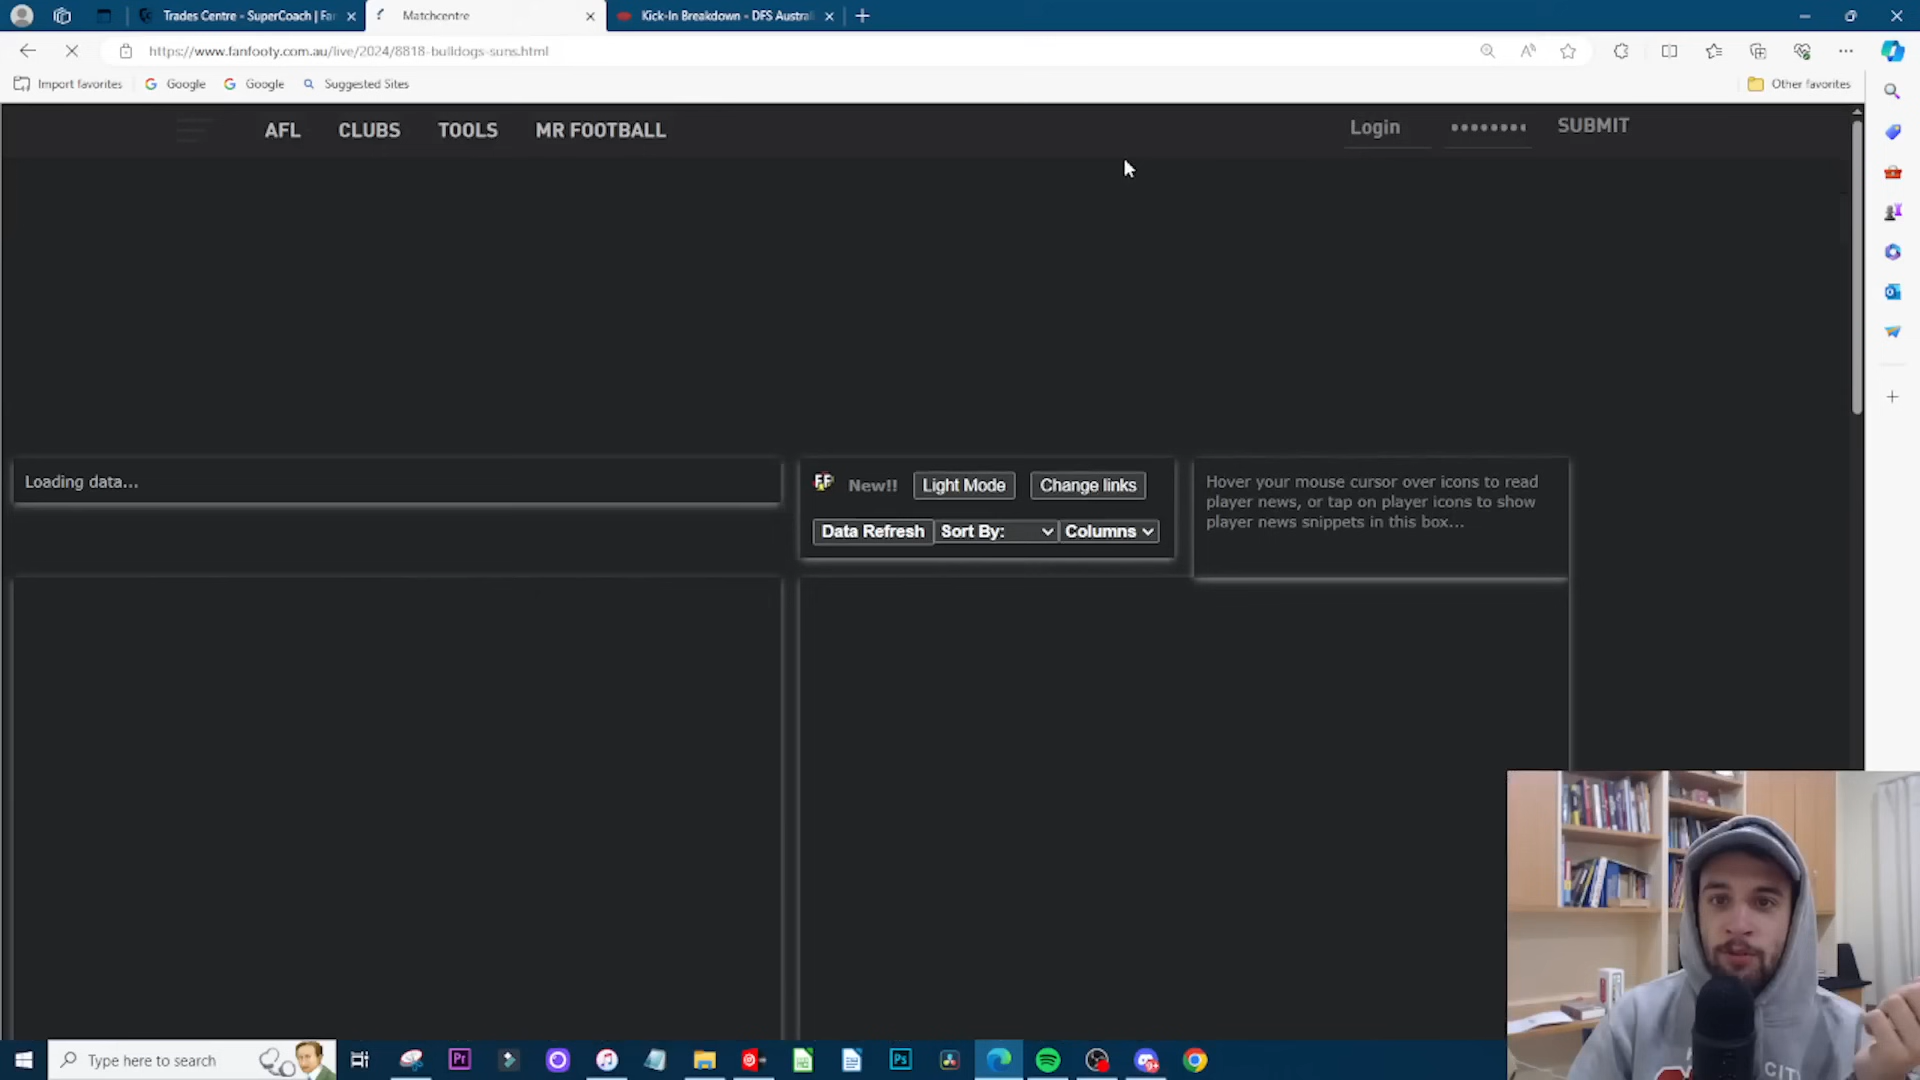 Trades Centre - SuperCoach | Fa
Matchcentre
Kick-In Breakdown - DFS Austral
https://www.fanfooty.com.au/live/2024/8818-bulldogs-suns.html
Import favorites
Google
Google
Suggested Sites
Other favorites
AFL
CLUBS
TOOLS
MR FOOTBALL
Login
SUBMIT
Loading data...
New!!
Light Mode
Change links
Data Refresh
Sort By:
Columns
Hover your mouse cursor over icons to read
player news, or tap on player icons to show
player news snippets in this box...
Type here to search
Pr
Ps
CITY